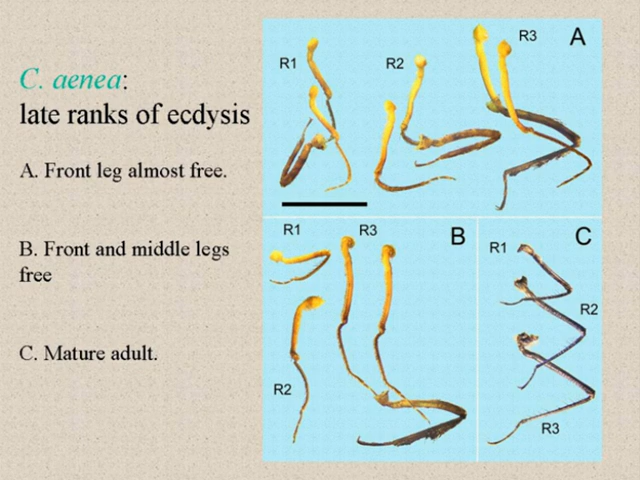 C. aenea:
late ranks of ecdysis
A. Front leg almost free.
B. Front and middle legs
free
C. Mature adult.
A
R1
R2
R3
B
R1
R3
R2
C
R1
R2
R3